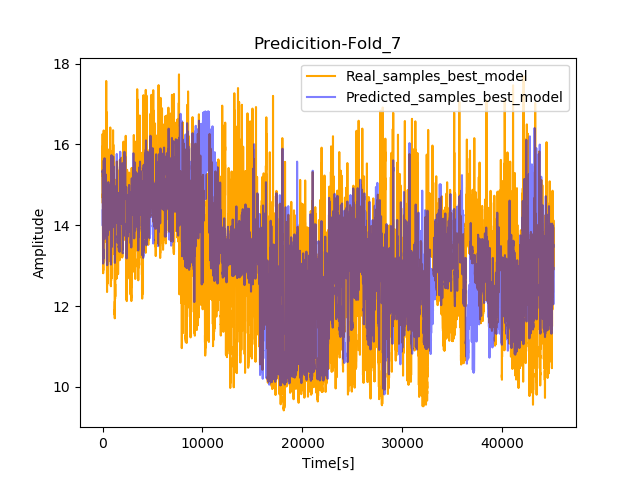 Predicition-Fold_7
Real_samples_best_model
Predicted_samples_best_model
Amplitude
18
16
14
12
10
0 10000 20000 30000 40000
Time[s]